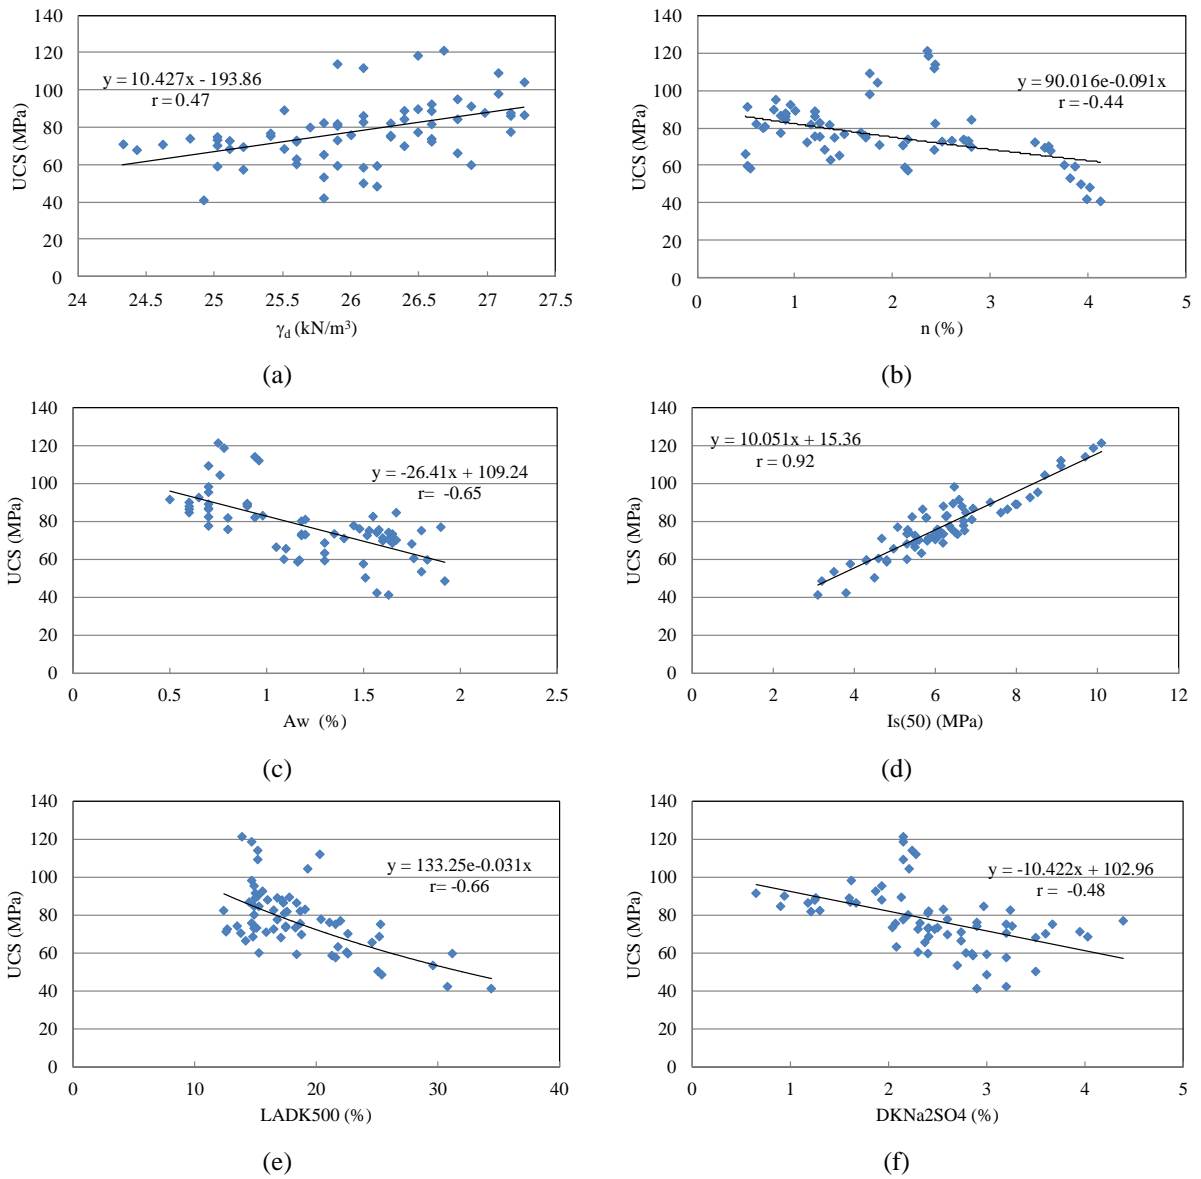 140
120
100
80
60
40
20
0
UCS (MPa)
y = 10.427x - 193.86
r = 0.47
24 24.5 25 25.5 26 26.5 27 27.5
γd (kN/m3)
(a)
140
120
100
80
60
40
20
0
UCS (MPa)
y = 90.016e-0.091x
r = -0.44
0 1 2 3 4 5
n (%)
(b)
140
120
100
80
60
40
20
0
UCS (MPa)
y = -26.41x + 109.24
r= -0.65
0 0.5 1 1.5 2 2.5
Aw (%)
(c)
140
120
100
80
60
40
20
0
UCS (MPa)
y = 10.051x + 15.36
r = 0.92
0 2 4 6 8 10 12
Is(50) (MPa)
(d)
140
120
100
80
60
40
20
0
UCS (MPa)
y = 133.25e-0.031x
r= -0.66
0 10 20 30 40
LADK500 (%)
(e)
140
120
100
80
60
40
20
0
UCS (MPa)
y = -10.422x + 102.96
r = -0.48
0 1 2 3 4 5
DKNa2SO4 (%)
(f)